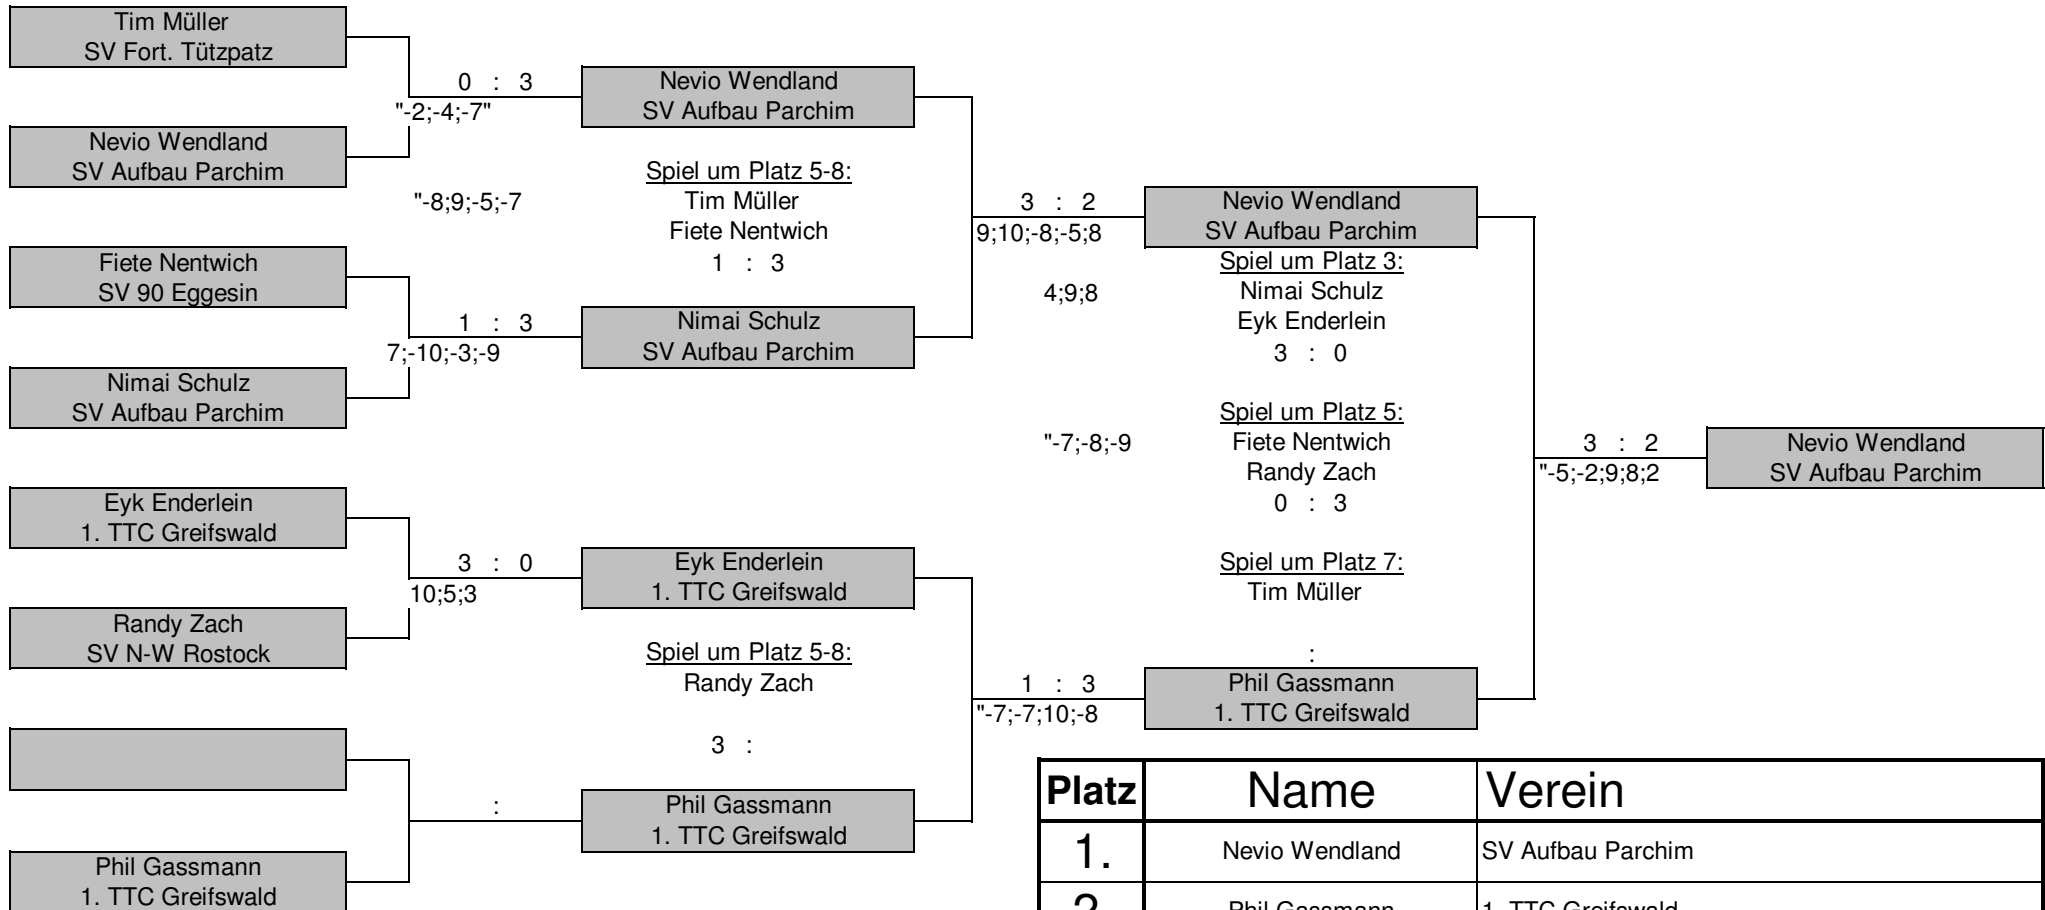 Tim Müller
SV Fort. Tützpatz
0 : 3
"-2;-4;-7"
Nevio Wendland
SV Aufbau Parchim
Nevio Wendland
SV Aufbau Parchim
"-8;9;-5;-7
Spiel um Platz 5-8:
Tim Müller
Fiete Nentwich
1 : 3
Fiete Nentwich
SV 90 Eggesin
1 : 3
7;-10;-3;-9
Nimai Schulz
SV Aufbau Parchim
Nimai Schulz
SV Aufbau Parchim
3 : 2
9;10;-8;-5;8
Nevio Wendland
SV Aufbau Parchim
4;9;8
Spiel um Platz 3:
Nimai Schulz
Eyk Enderlein
3 : 0
"-7;-8;-9
Spiel um Platz 5:
Fiete Nentwich
Randy Zach
0 : 3
Spiel um Platz 7:
Tim Müller
:
3 : 2
"-5;-2;9;8;2
Nevio Wendland
SV Aufbau Parchim
Eyk Enderlein
1. TTC Greifswald
3 : 0
10;5;3
Eyk Enderlein
1. TTC Greifswald
Randy Zach
SV N-W Rostock
Spiel um Platz 5-8:
Randy Zach
3 :
1 : 3
"-7;-7;10;-8
Phil Gassmann
1. TTC Greifswald
:
Phil Gassmann
1. TTC Greifswald
Phil Gassmann
1. TTC Greifswald
Platz Name Verein
1. Nevio Wendland SV Aufbau Parchim
2. Phil Gassmann 1. TTC Greifswald